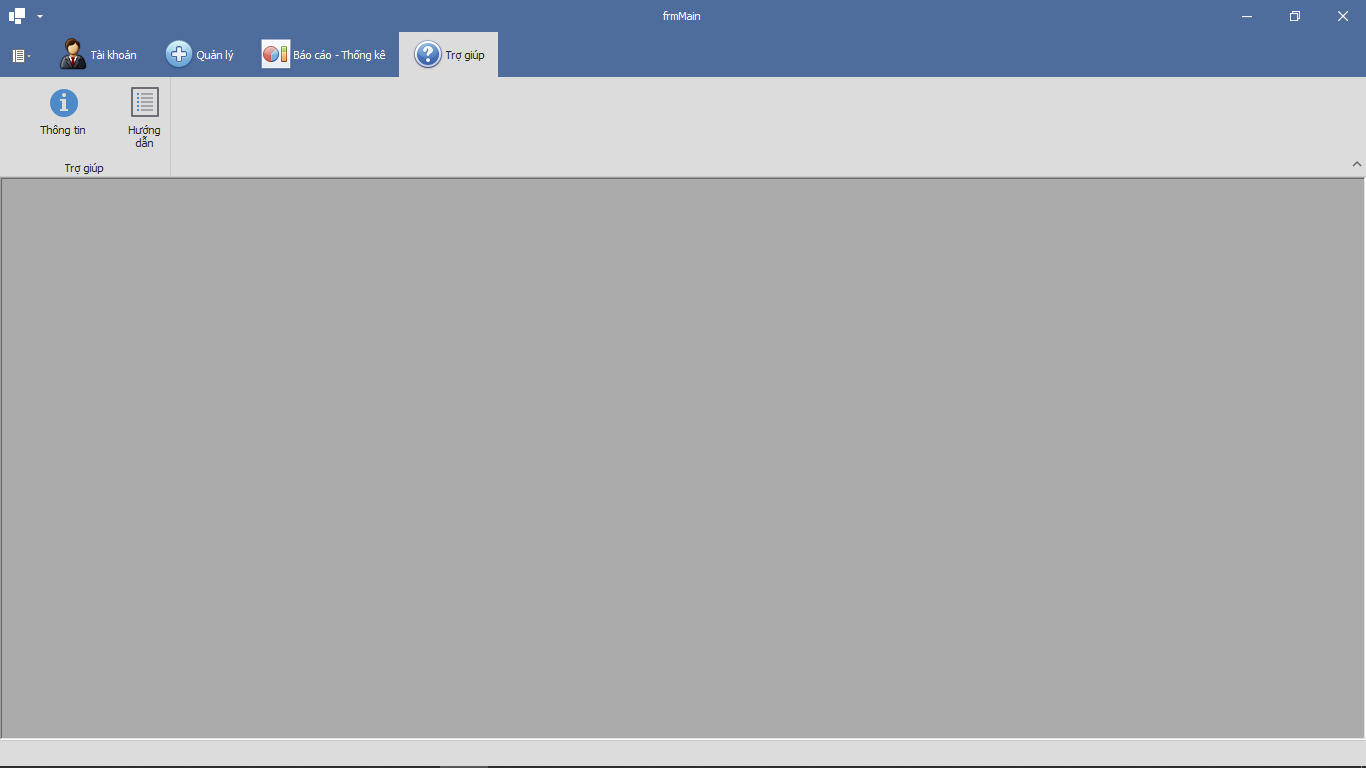 frmMain
Tài khoản
Quản lý
Báo cáo - Thống kê
Trợ giúp
Thông tin
Hướng
dẫn
Trợ giúp